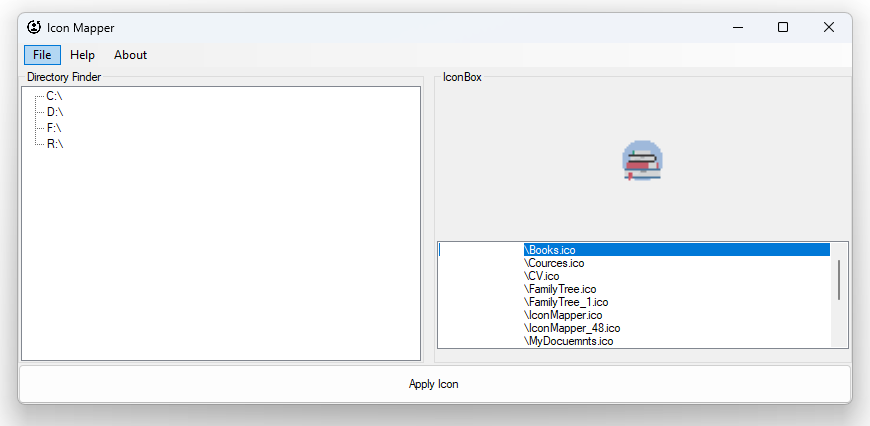 Icon Mapper
File Help About
Directory Finder
C:\
D:\
F:\
R:\
IconBox
\Books.ico
\Cources.ico
\CV.ico
\FamilyTree.ico
\FamilyTree_1.ico
\IconMapper.ico
\IconMapper_48.ico
\MyDocuemnts.ico
Apply Icon